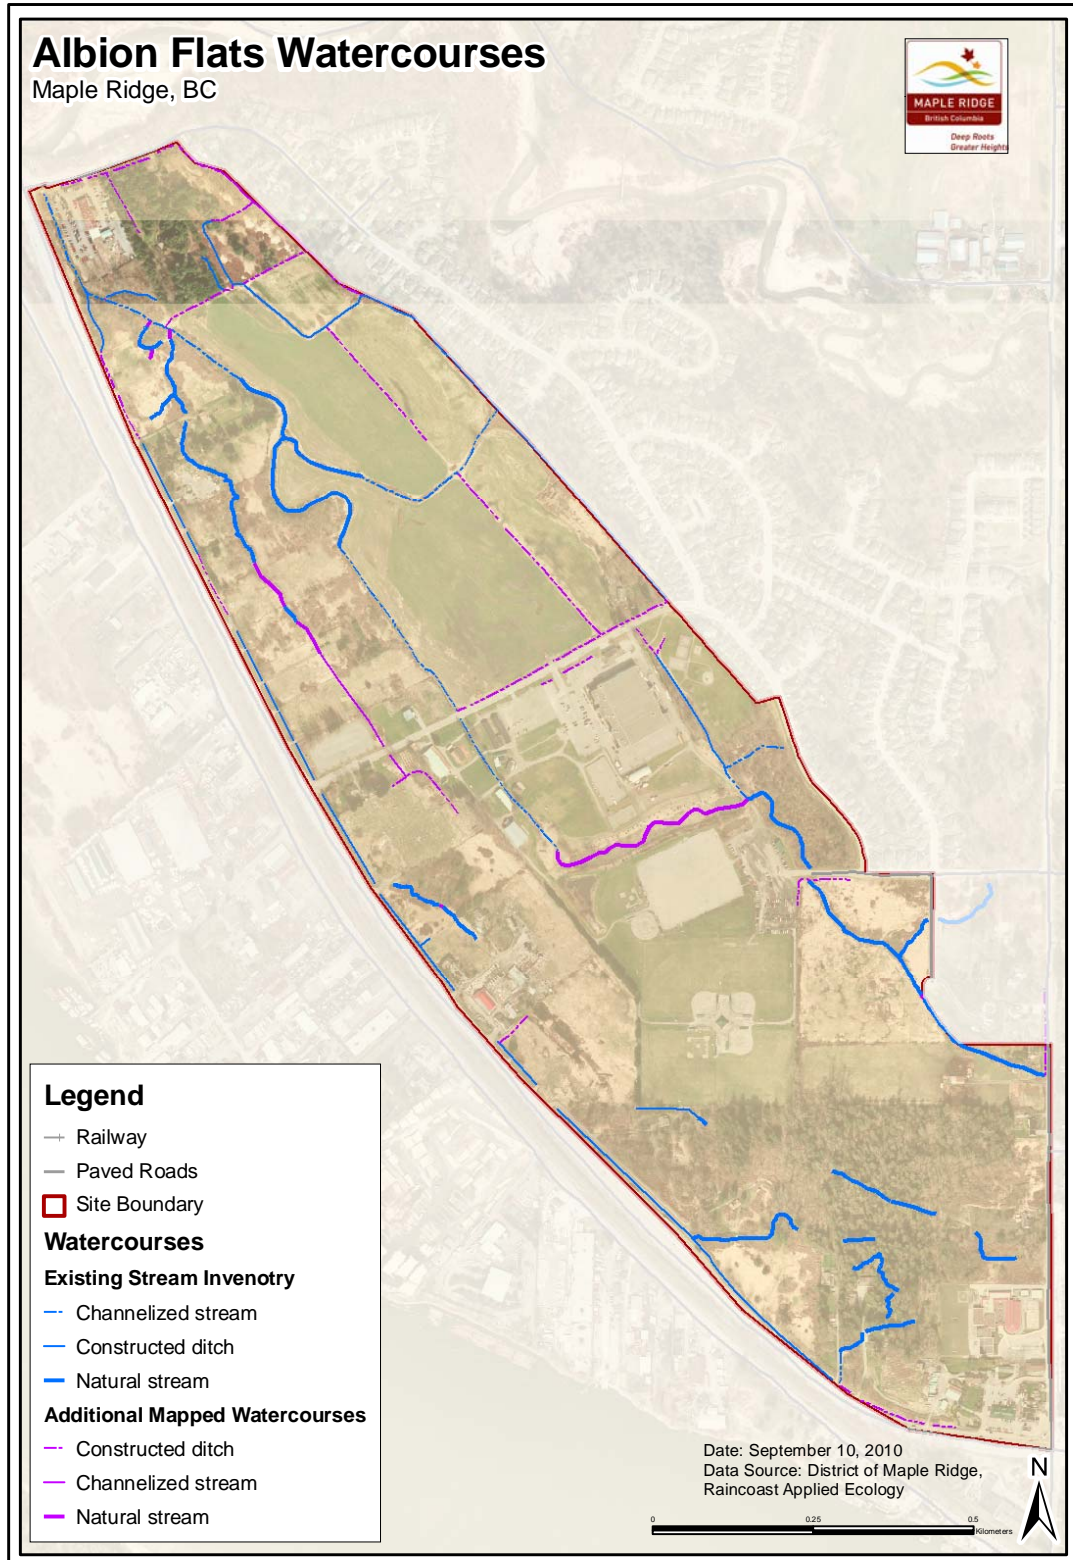 Albion Flats Watercourses
Maple Ridge, BC
MAPLE RIDGE
British Columbia
Deep Roots
Greater Heights
Legend
Railway
Paved Roads
Site Boundary
Watercourses
Existing Stream Invenotry
Channelized stream
Constructed ditch
Natural stream
Additional Mapped Watercourses
Constructed ditch
Channelized stream
Natural stream
Date: September 10, 2010
Data Source: District of Maple Ridge,
Raincoast Applied Ecology
N
0 0.25 0.5
Kilometers